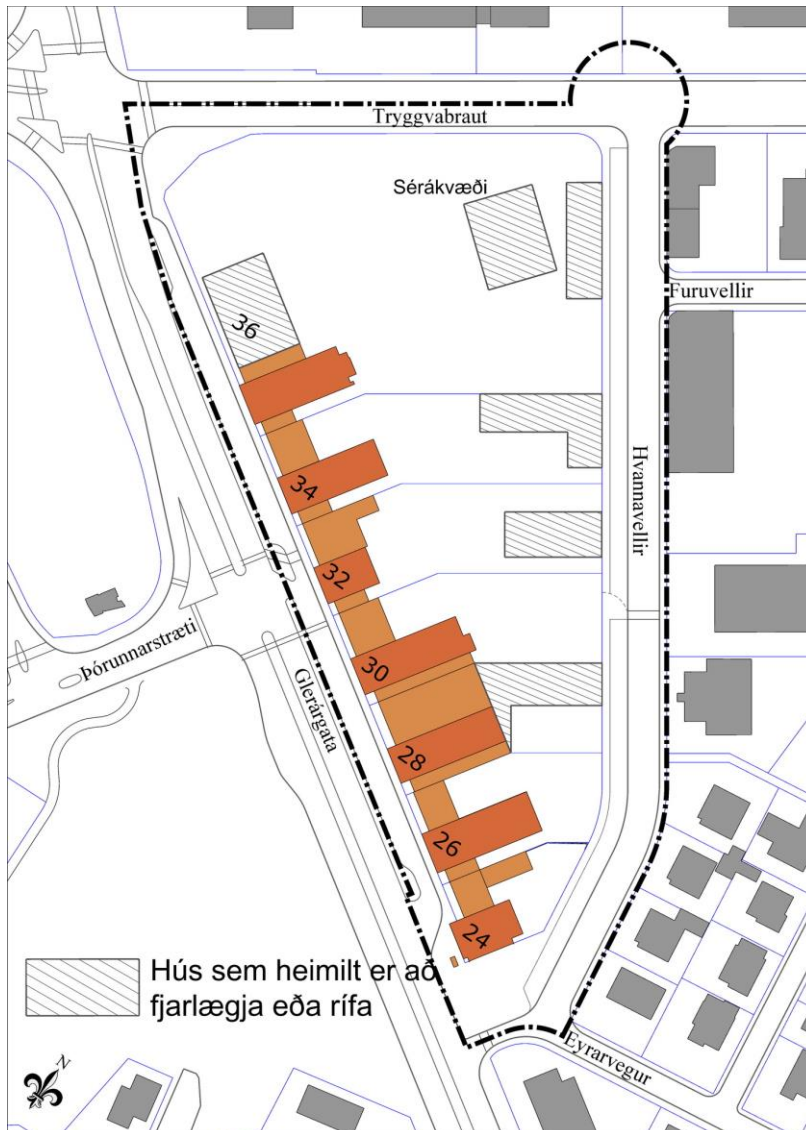 Tryggvabraut
Sérákvæði
Furuvellir
36
34
Hvannavellir
32
Þórunnarstræti
30
Glerárgata
28
26
24
Hús sem heimilt er að
fjarlægja eða rífa
Eyrarvegur
N